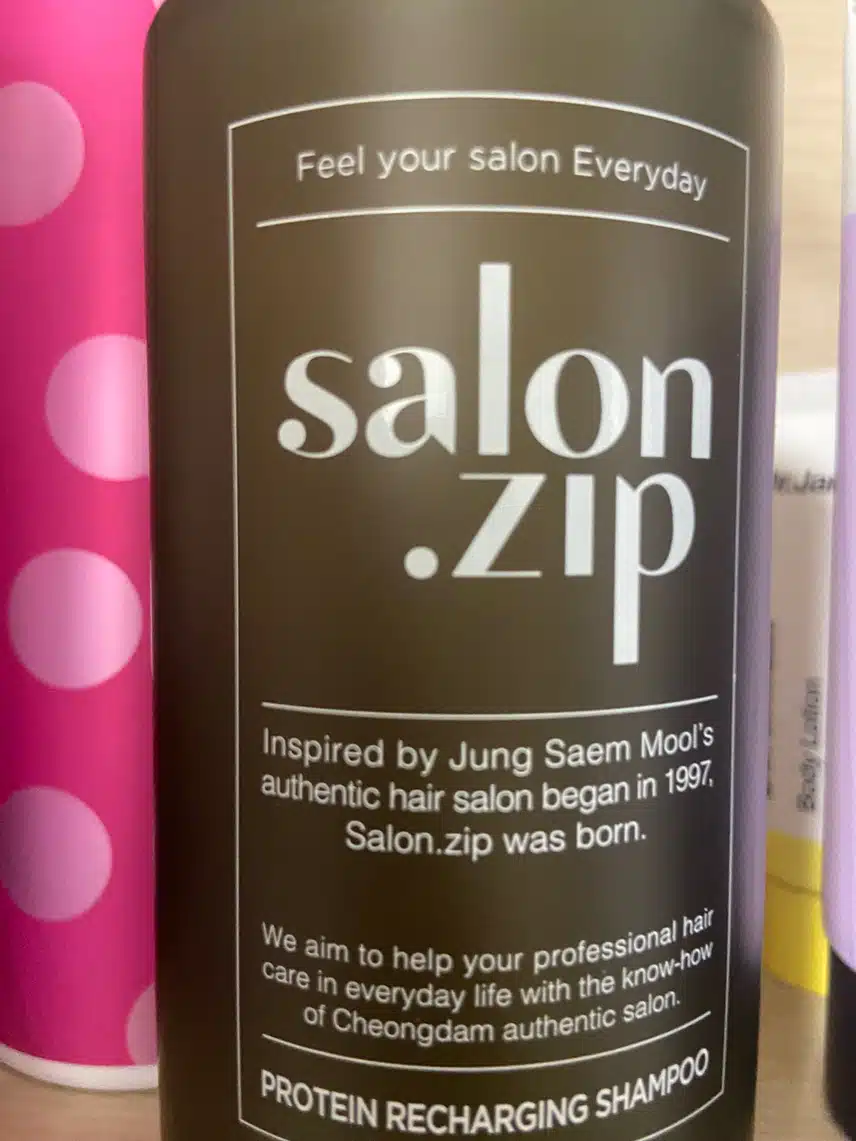 Feel your salon Everyday
salon
.zip
Inspired by Jung Saem Mool's
authentic hair salon began in 1997,
Salon.zip was born.
We aim to help your professional hair
care in everyday life with the know-how
of Cheongdam authentic salon.
PROTEIN RECHARGING SHAMPOO
Body Lotion